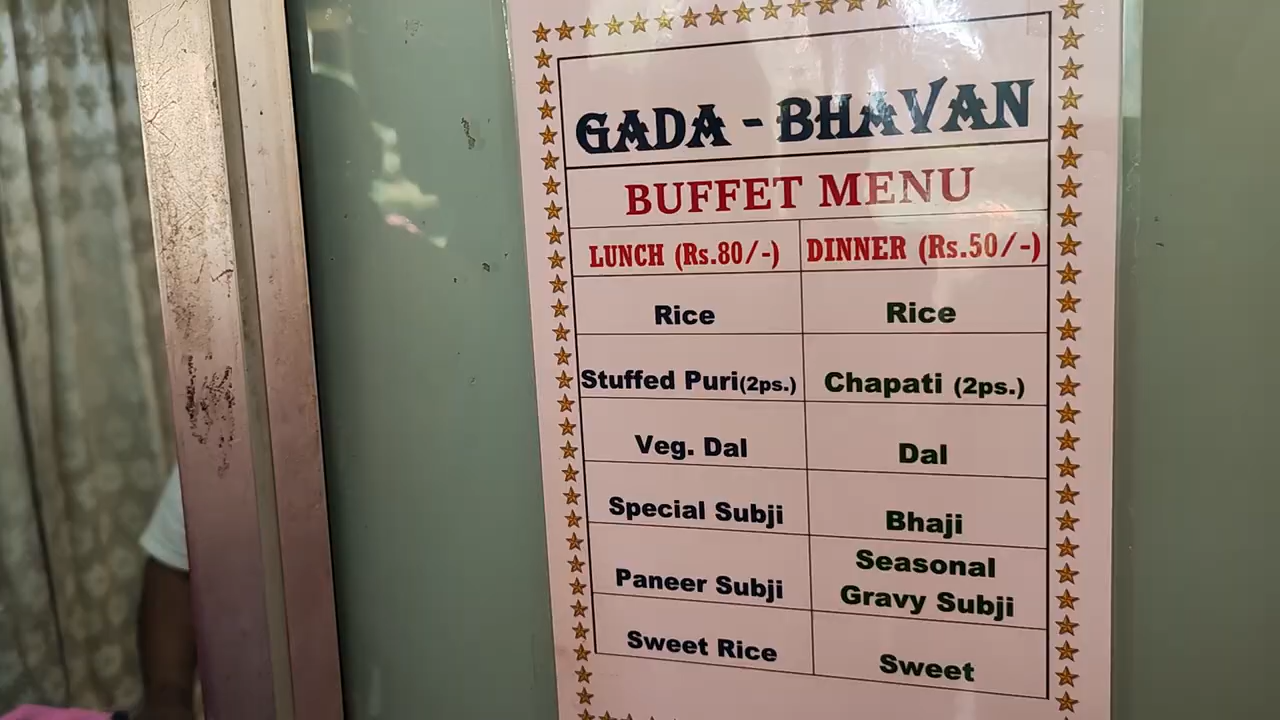 GADA - BHAVAN
BUFFET MENU
LUNCH (Rs.80/-) DINNER (Rs.50/-)
Rice Rice
Stuffed Puri(2ps.) Chapati (2ps.)
Veg. Dal Dal
Special Subji Bhaji
Paneer Subji Seasonal Gravy Subji
Sweet Rice Sweet